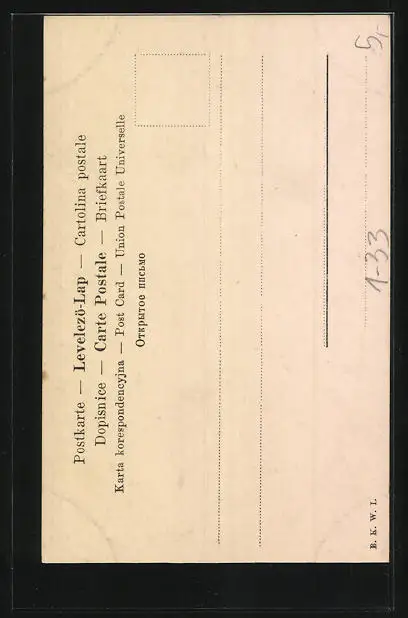 Postkarte — Levelezö-Lap — Cartolina postale
Dopisnice — Carte Postale — Briefkaart
Karta korespondencyjna — Post Card — Union Postale Universelle
Открытое письмо
B. K. W. I.
1-33
5,-